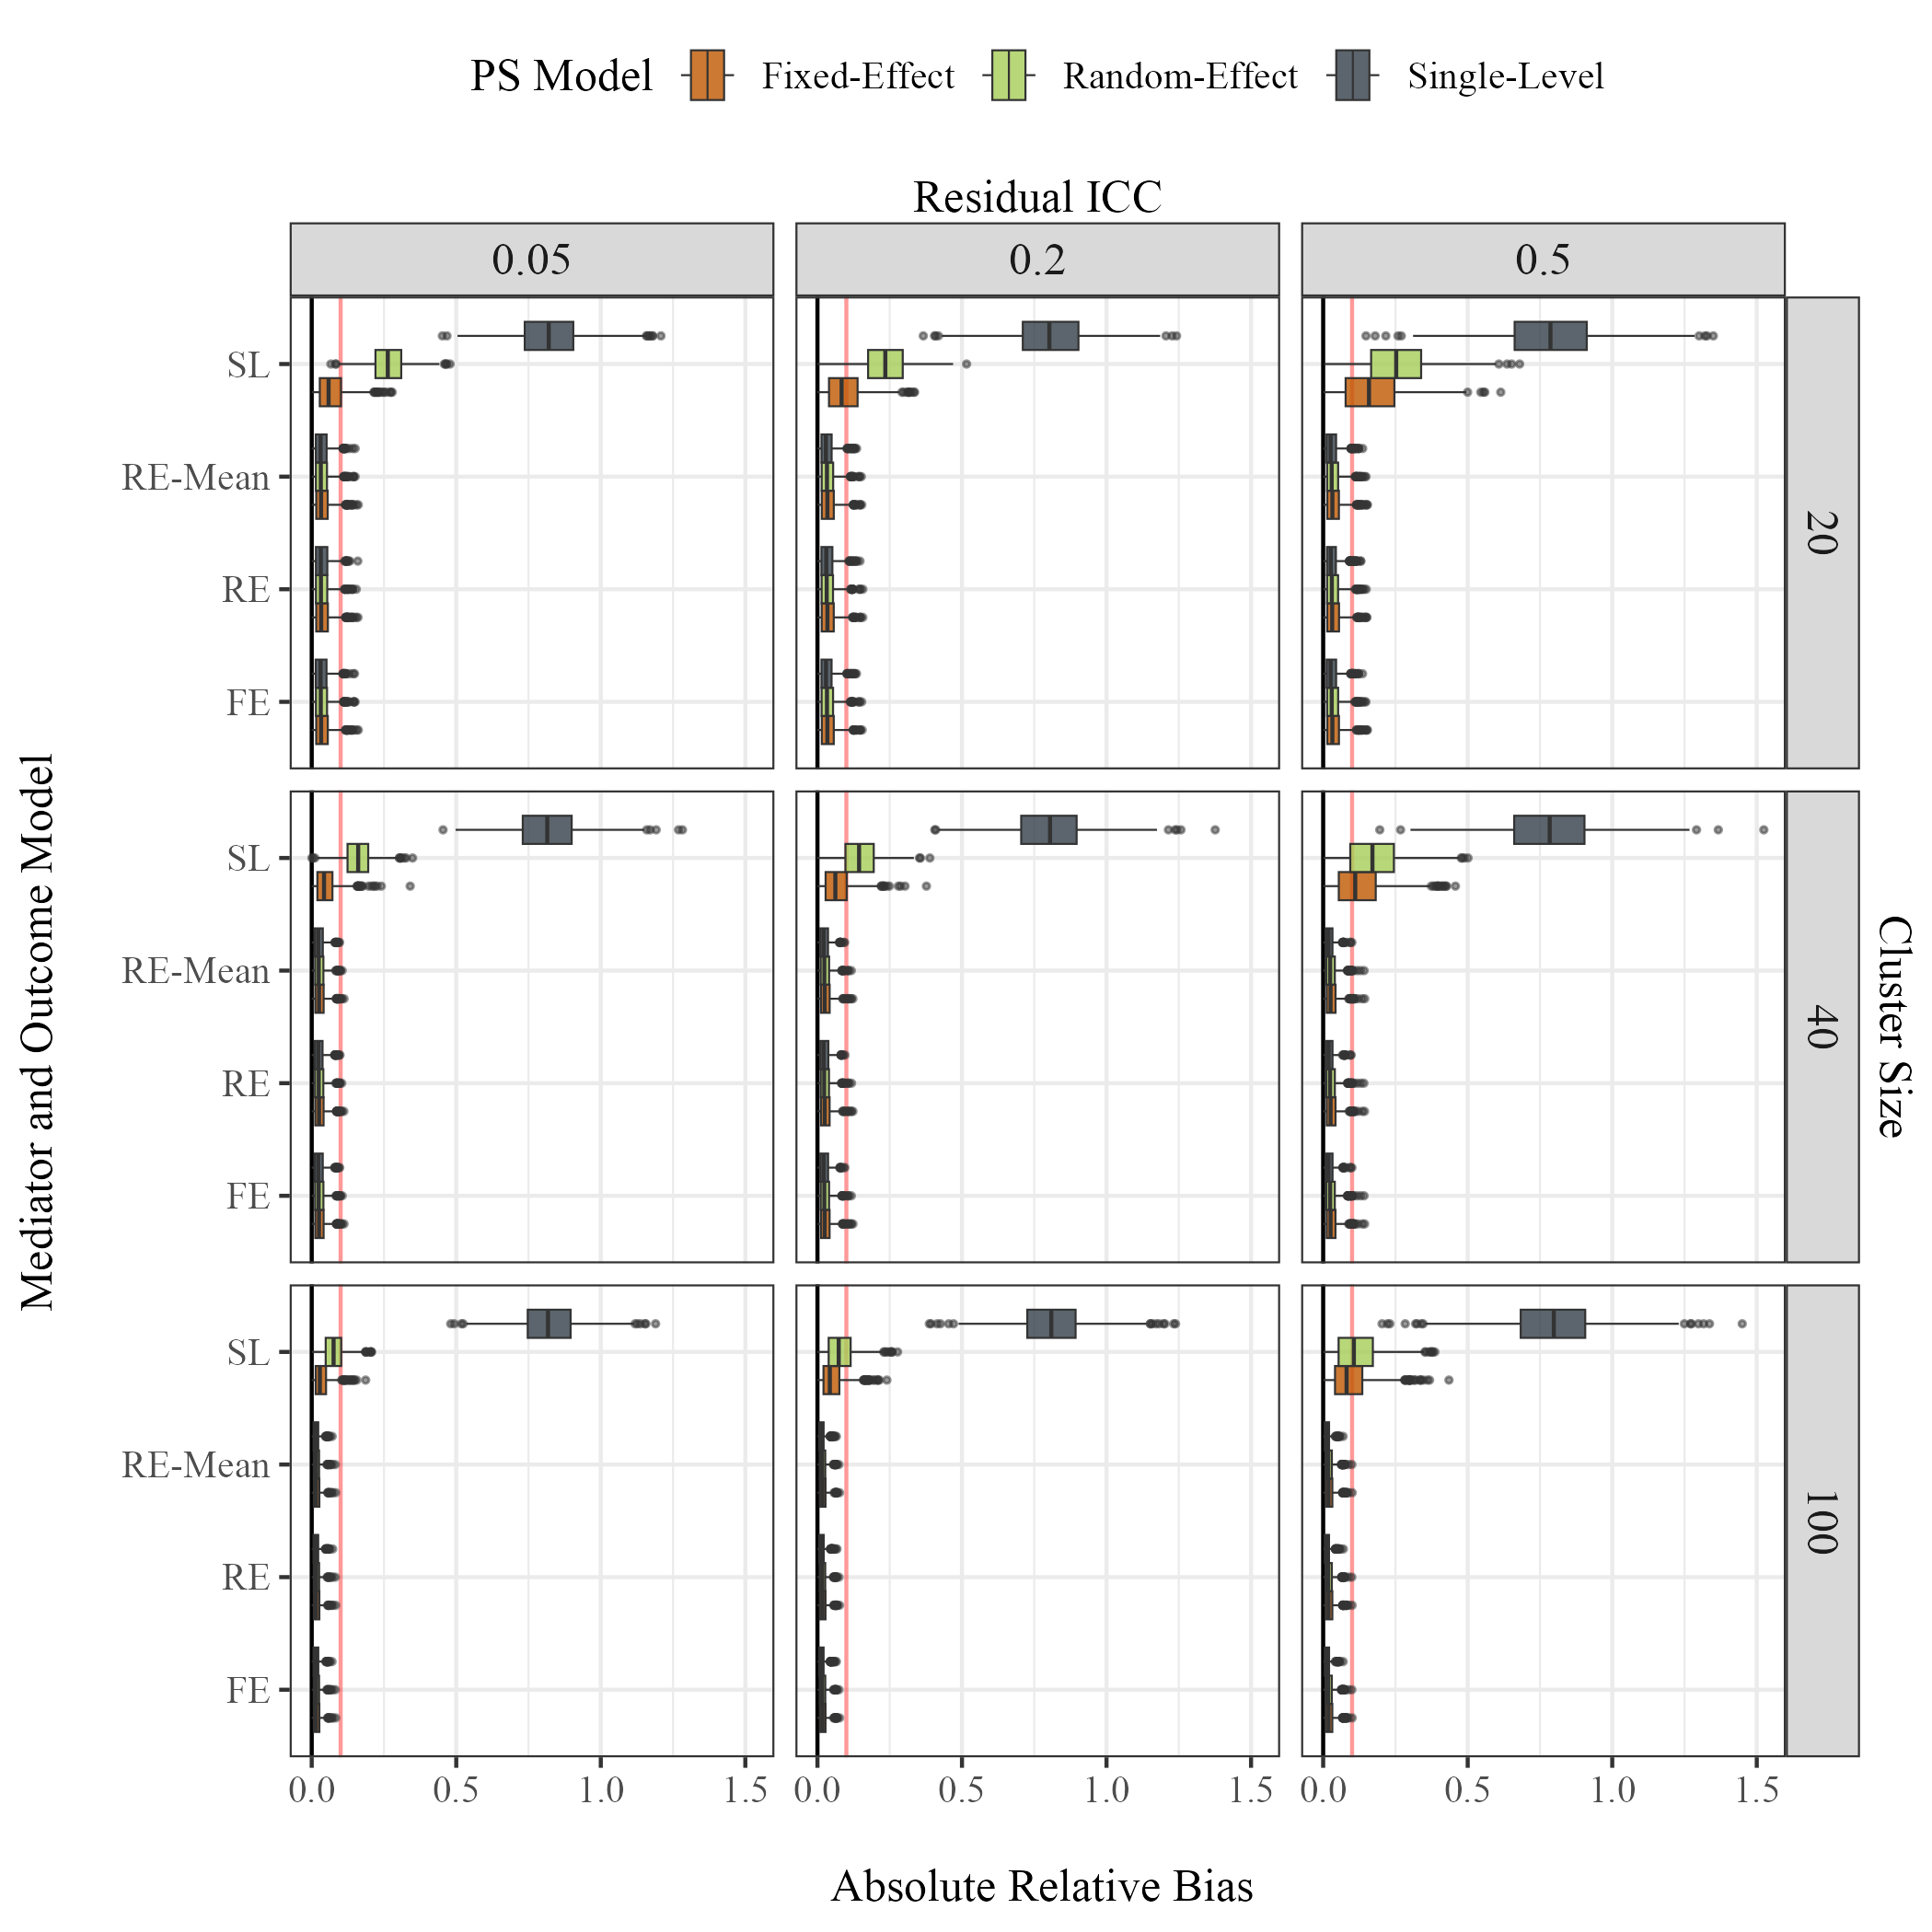 PS Model Fixed-Effect Random-Effect Single-Level
Residual ICC
0.05 0.2 0.5
SL
RE-Mean
RE
FE
20
SL
RE-Mean
RE
FE
40
SL
RE-Mean
RE
FE
100
Mediator and Outcome Model
Cluster Size
0.0 0.5 1.0 1.5 0.0 0.5 1.0 1.5 0.0 0.5 1.0 1.5
Absolute Relative Bias